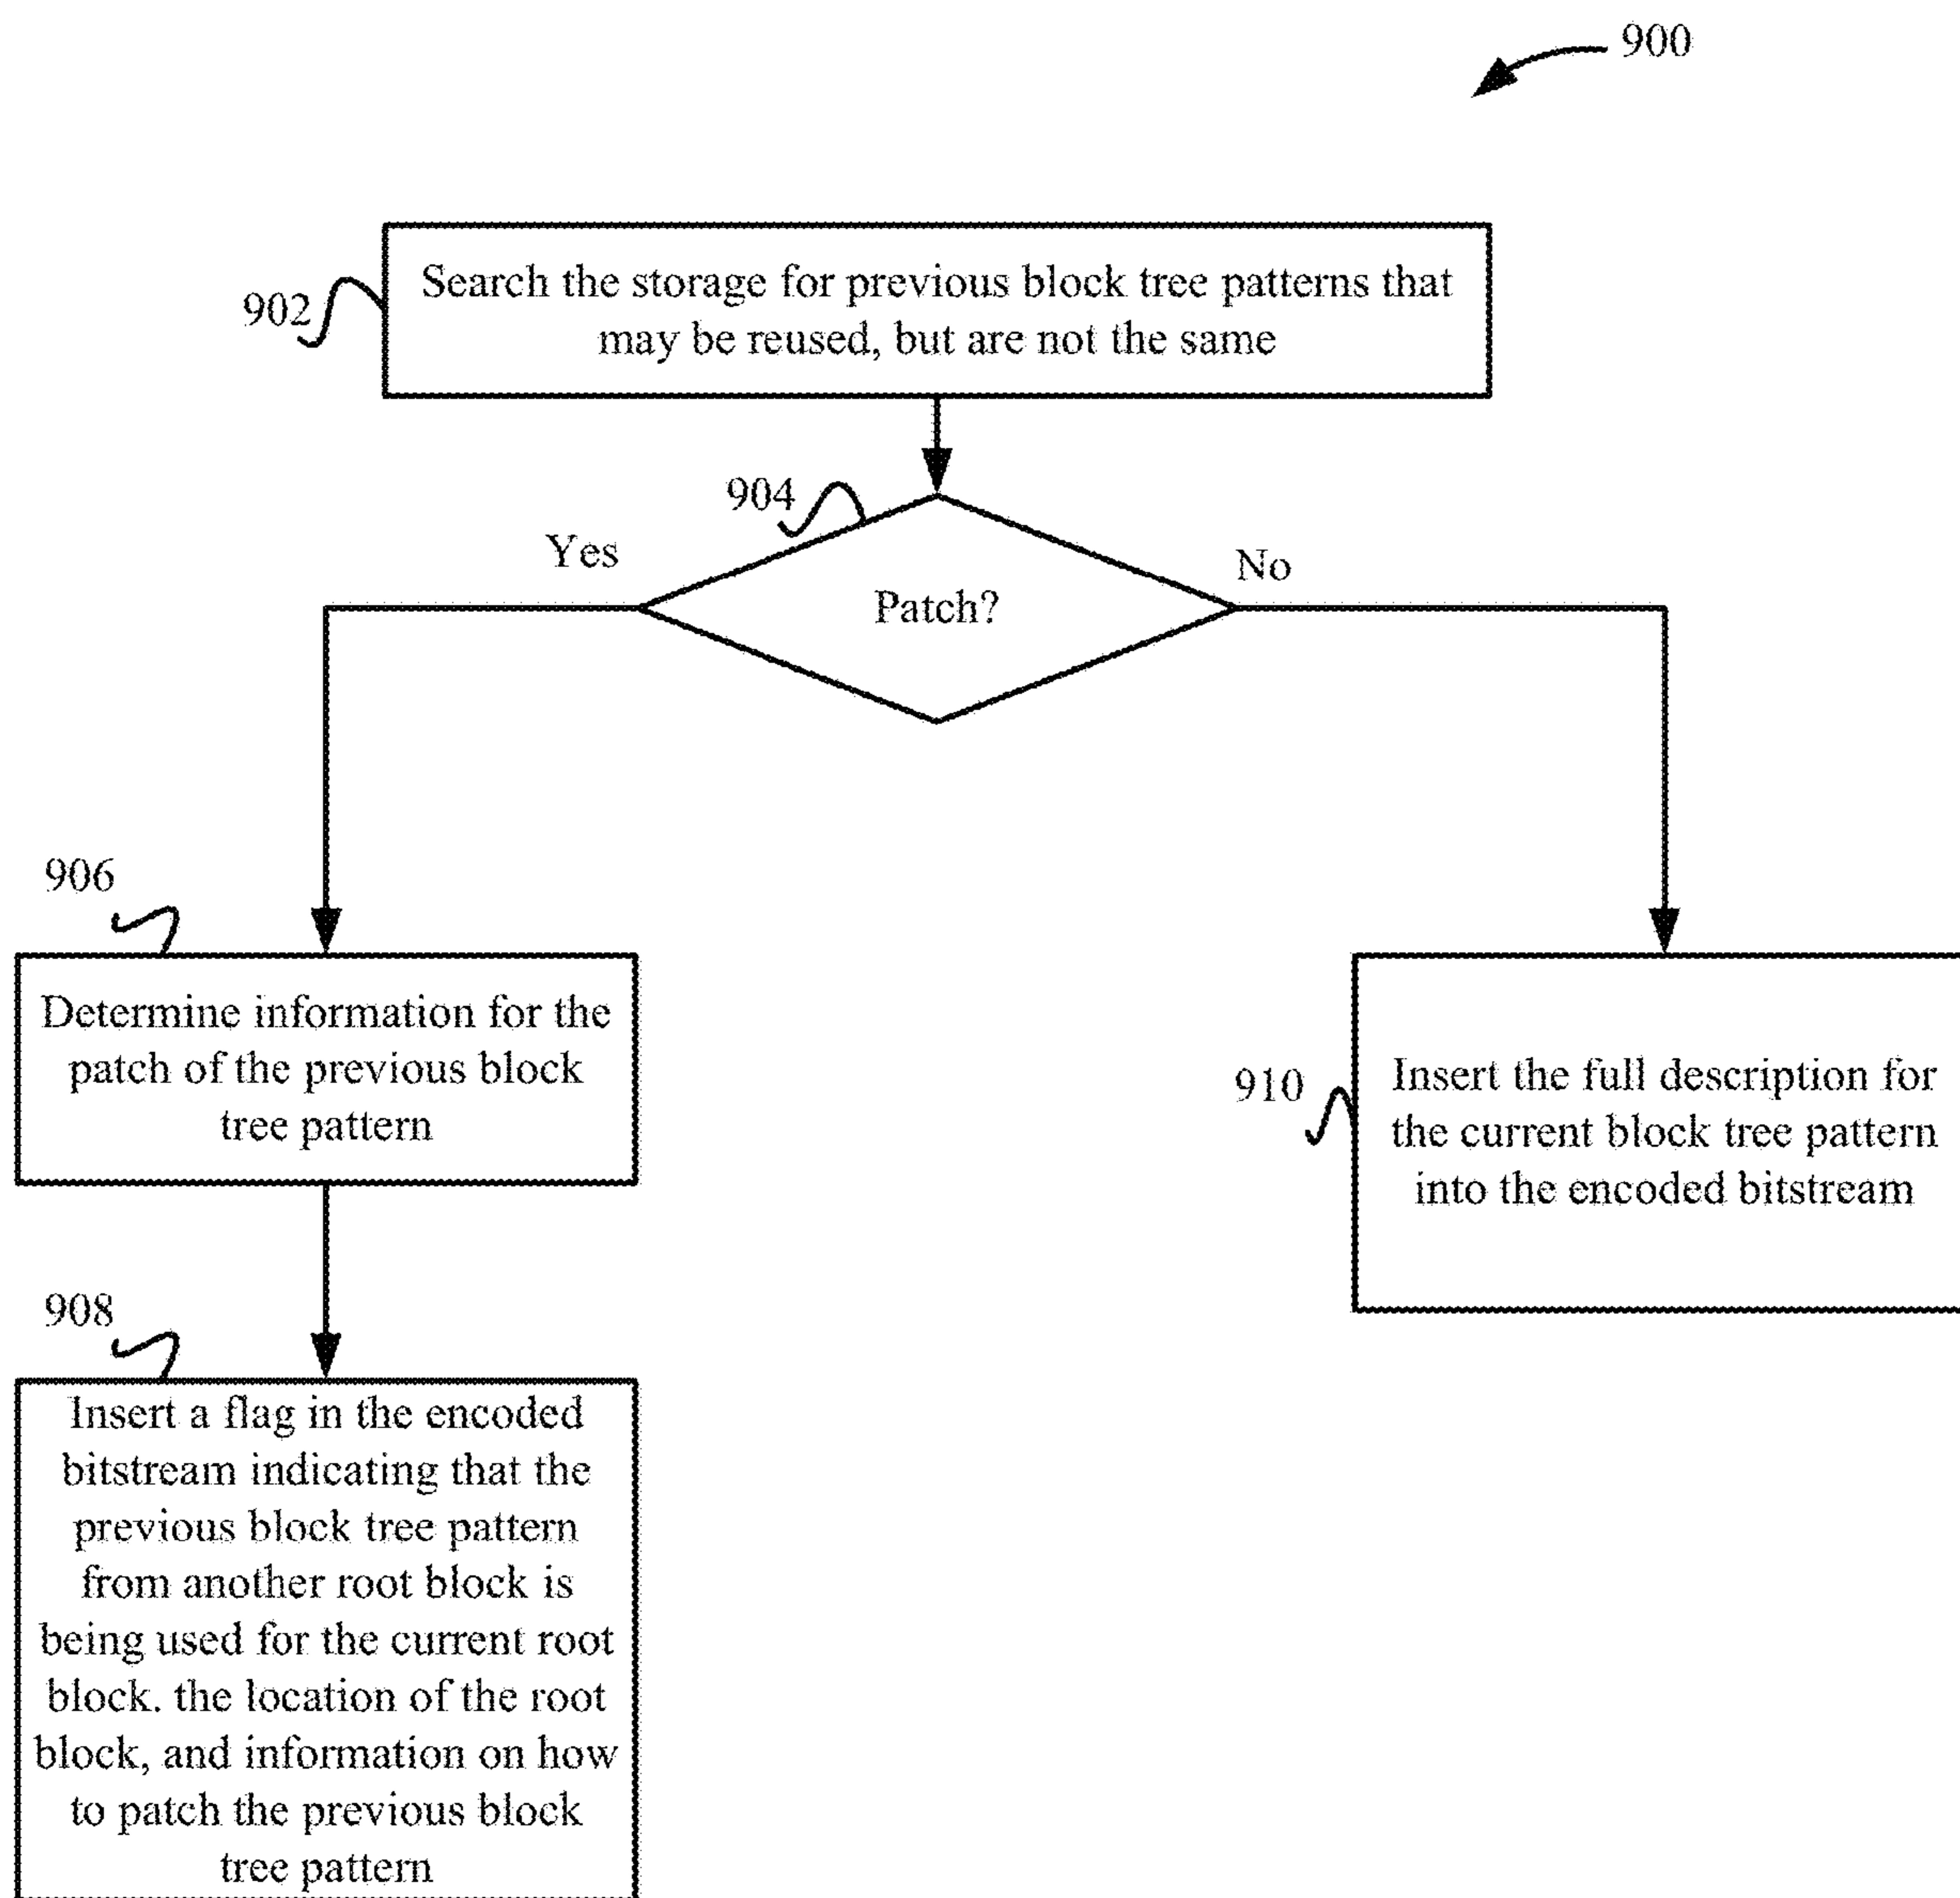 900
902
Search the storage for previous block tree patterns that
may be reused, but are not the same
904
Yes
No
Patch?
906
Determine information for the
patch of the previous block
tree pattern
910
Insert the full description for
the current block tree pattern
into the encoded bitstream
908
Insert a flag in the encoded
bitstream indicating that the
previous block tree pattern
from another root block is
being used for the current root
block. the location of the root
block, and information on how
to patch the previous block
tree pattern